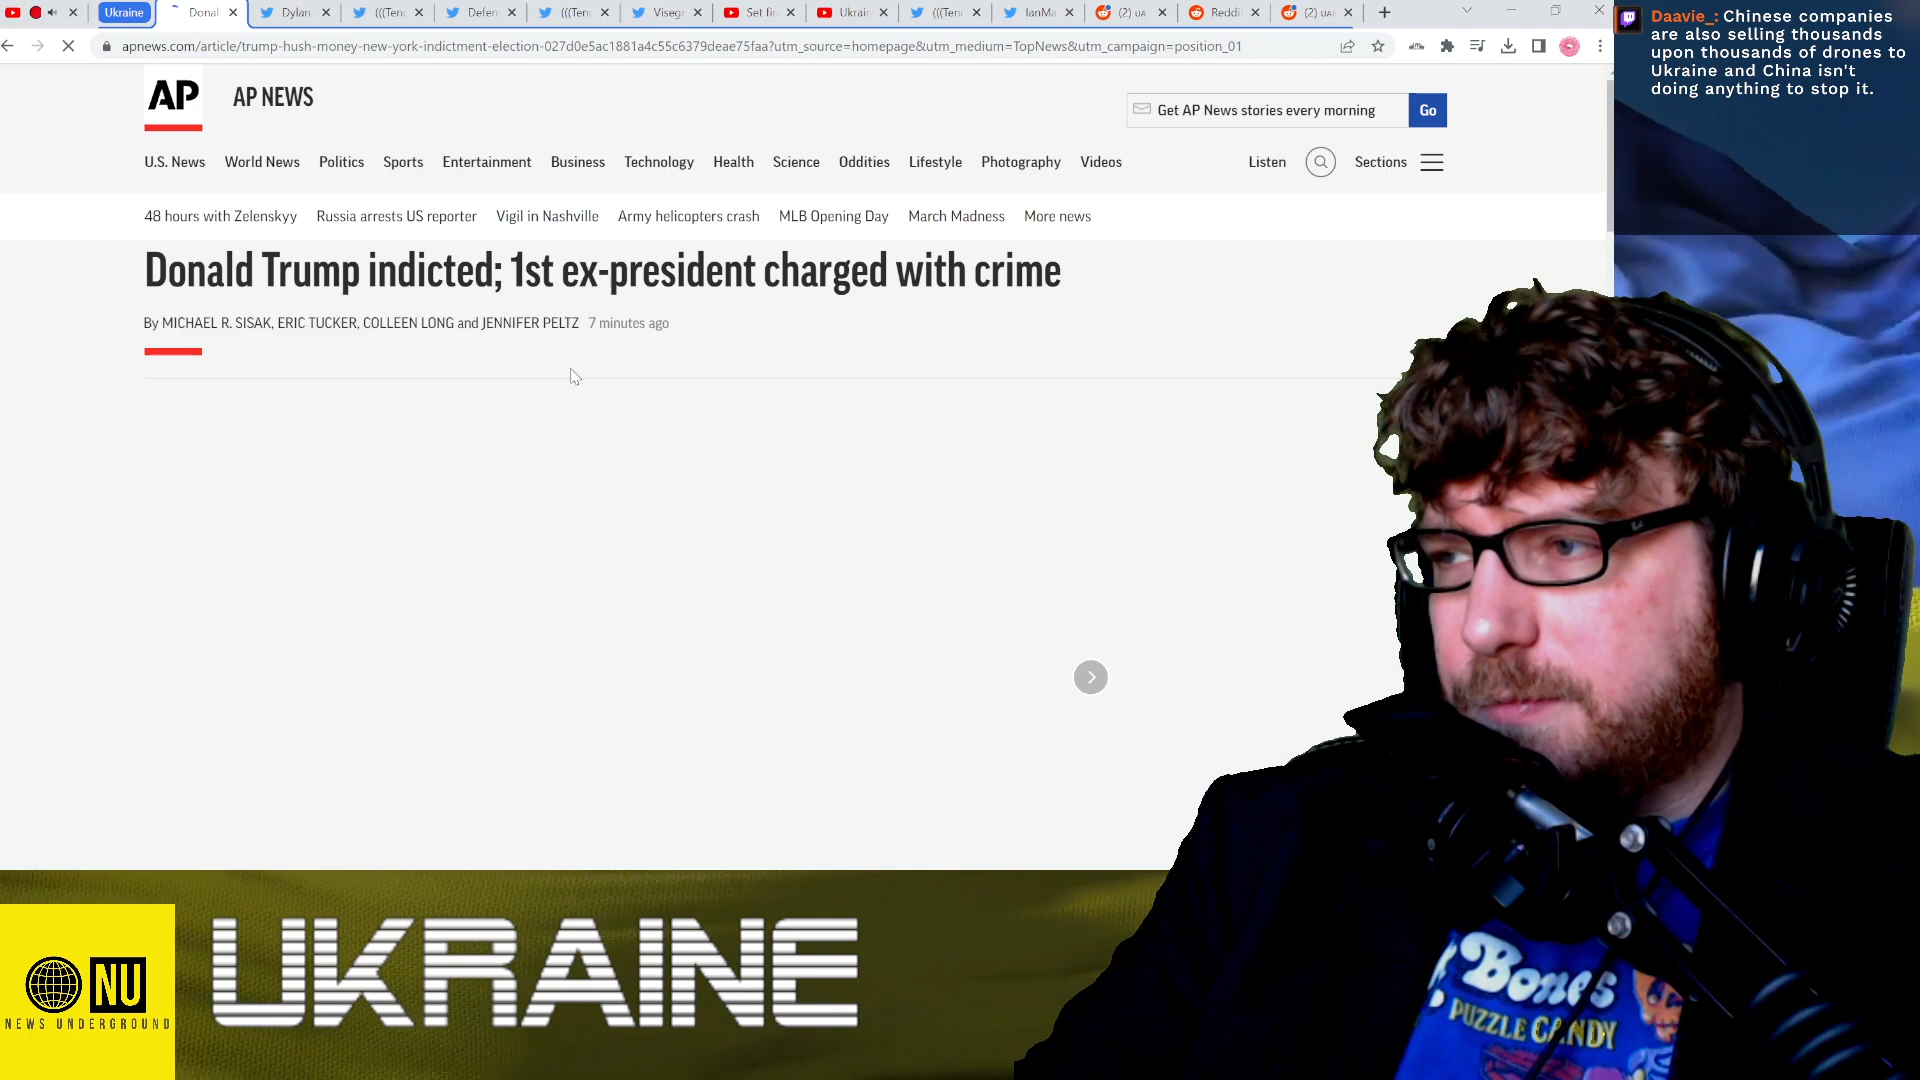 Ukraine
Donal
Dylan
(((Tend
Defen
(((Tend
Viseg
Set fir
Ukrain
(((Tend
IanMa
(2) UA
Reddi
(2) UA
apnews.com/article/trump-hush-money-new-york-indictment-election-027d0e5ac1881a4c55c6379deae75faa?utm_source=homepage&utm_medium=TopNews&utm_campaign=position_01
Daavie_: Chinese companies
are also selling thousands
upon thousands of drones to
Ukraine and China isn't
doing anything to stop it.
AP AP NEWS
Get AP News stories every morning Go
U.S. News World News Politics Sports Entertainment Business Technology Health Science Oddities Lifestyle Photography Videos Listen Sections
48 hours with Zelenskyy Russia arrests US reporter Vigil in Nashville Army helicopters crash MLB Opening Day March Madness More news
Donald Trump indicted; 1st ex-president charged with crime
By MICHAEL R. SISAK, ERIC TUCKER, COLLEEN LONG and JENNIFER PELTZ 7 minutes ago
NU
NEWS UNDERGROUND
UKRAINE
Bones
PUZZLE CANDY